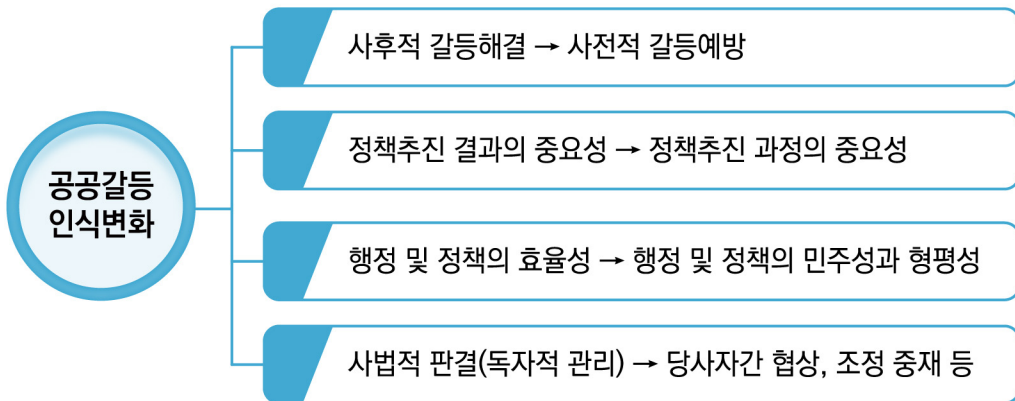 공공갈등
인식변화
사후적 갈등해결 → 사전적 갈등예방
정책추진 결과의 중요성 → 정책추진 과정의 중요성
행정 및 정책의 효율성 → 행정 및 정책의 민주성과 형평성
사법적 판결(독자적 관리) → 당사자간 협상, 조정 중재 등